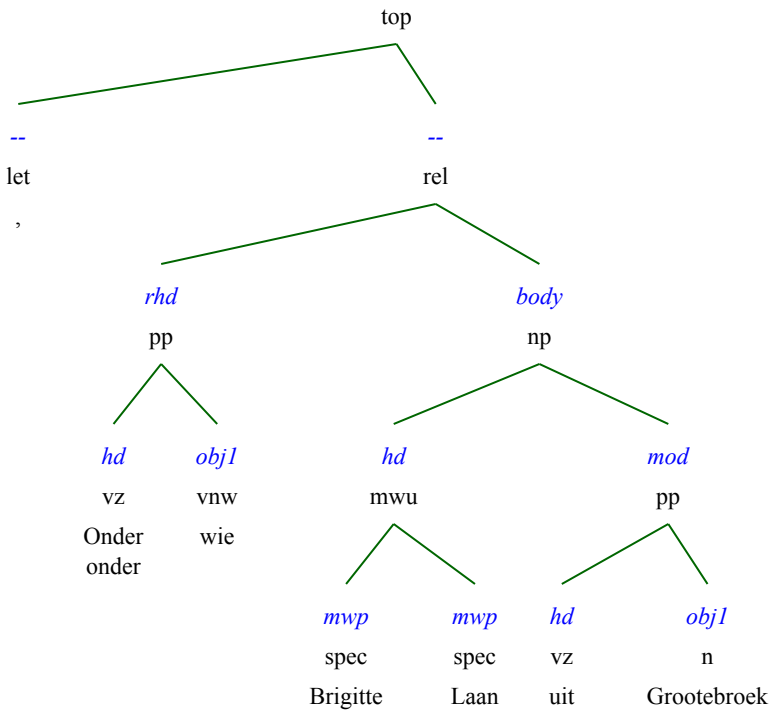 top
-- --
let rel
,
rhd body
pp np
hd obj1 hd mod
vz vnw mwu pp
Onder wie
onder
mwp mwp hd obj1
spec spec vz n
Brigitte Laan uit Grootebroek